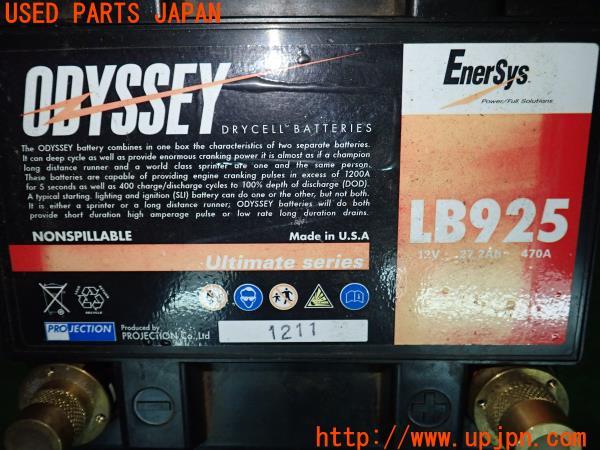 USED PARTS JAPAN
ODYSSEY
DRYCELL™ BATTERIES
EnerSys
Power/Full Solutions
The ODYSSEY battery combines in one box the characteristics of two separate batteries.
It can deep cycle as well as provide enormous cranking power it is almost as if a champion
long distance runner and a world class sprinter are one and the same person.
These batteries are capable of providing engine cranking pulses in excess of 1200A
for 5 seconds as well as 400 charge/discharge cycles to 100% depth of discharge (DOD).
A typical starting. lighting and ignition (SLI) battery can do one or the other, but not both.
It is either a sprinter or a long distance runner; ODYSSEY batteries will do both
provide short duration high amperage pulse or low rate long duration drains.
NONSPILLABLE
Made in U.S.A
LB925
12V 27.2Ah 470A
Ultimate series
RECYCLE
PROJECTION
Produced by
PROJECTION Co.,Ltd
1211
http://www.upjpn.com/